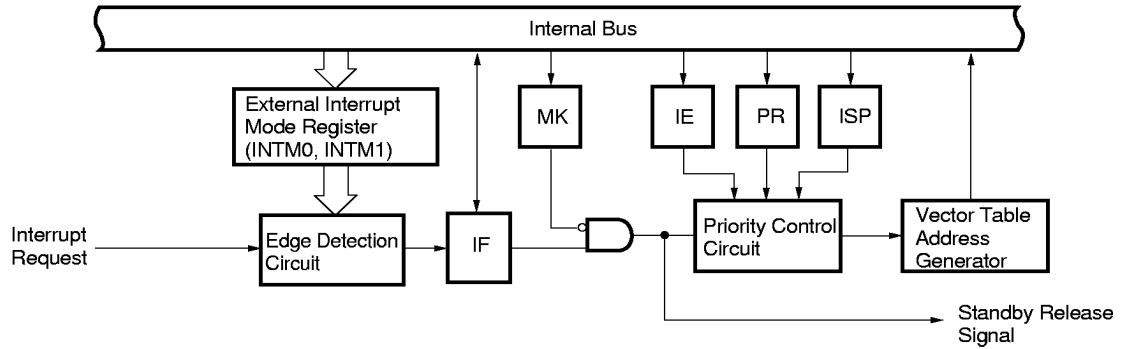 Internal Bus
External Interrupt
Mode Register
(INTM0, INTM1)
MK
IE
PR
ISP
Interrupt
Request
Edge Detection
Circuit
IF
Priority Control
Circuit
Vector Table
Address
Generator
Standby Release
Signal